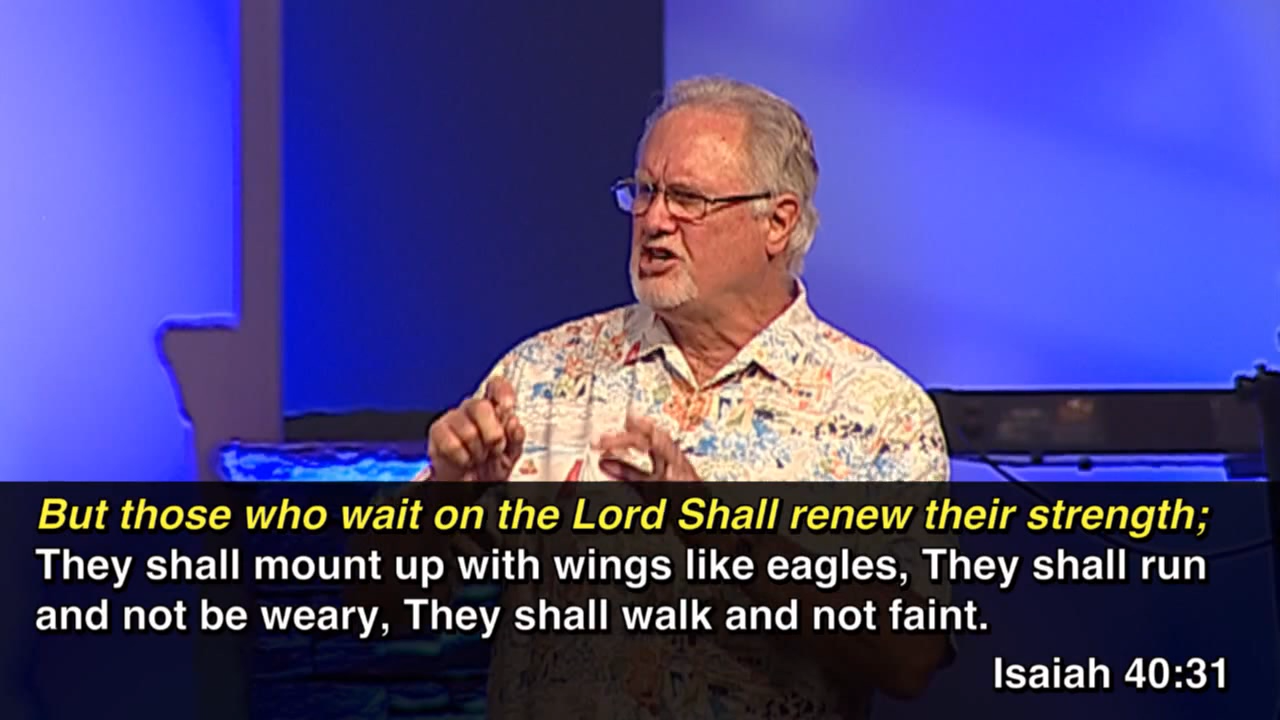 But those who wait on the Lord Shall renew their strength;
They shall mount up with wings like eagles, They shall run
and not be weary, They shall walk and not faint.
Isaiah 40:31